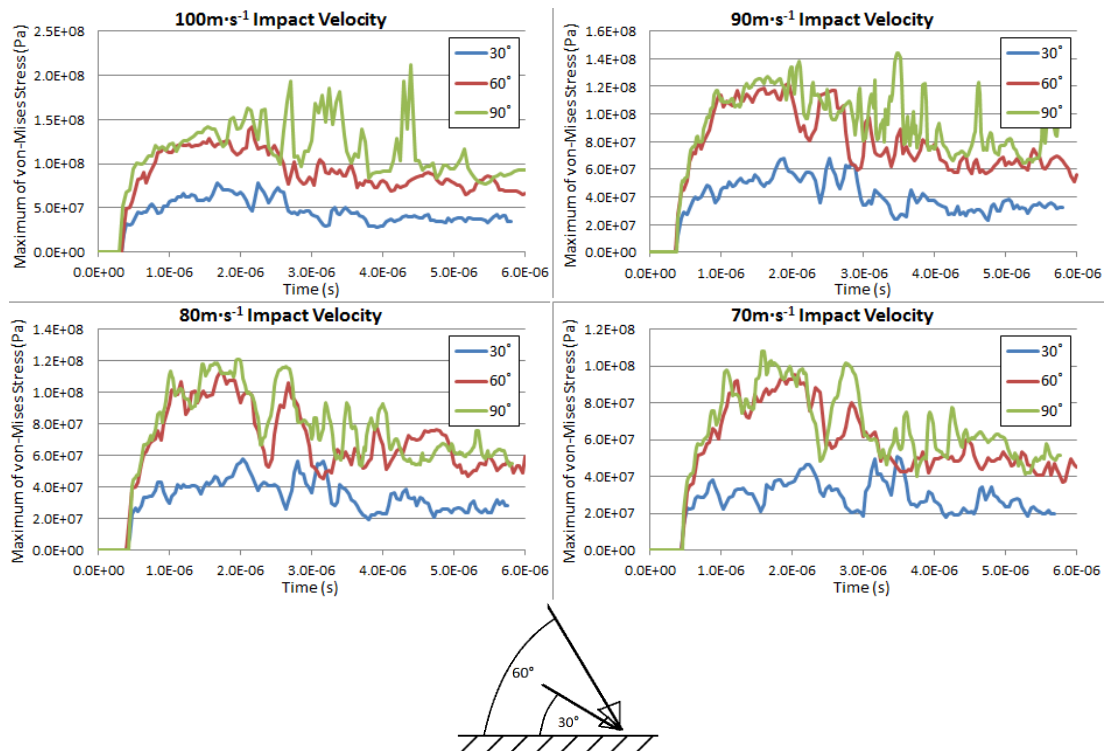 100m·s⁻¹ Impact Velocity
Maximum of von-Mises Stress (Pa)
2.5E+08
2.0E+08
1.5E+08
1.0E+08
5.0E+07
0.0E+00
30°
60°
90°
0.0E+00 1.0E-06 2.0E-06 3.0E-06 4.0E-06 5.0E-06 6.0E-06
Time (s)
90m·s⁻¹ Impact Velocity
Maximum of von-Mises Stress (Pa)
1.6E+08
1.4E+08
1.2E+08
1.0E+08
8.0E+07
6.0E+07
4.0E+07
2.0E+07
0.0E+00
30°
60°
90°
0.0E+00 1.0E-06 2.0E-06 3.0E-06 4.0E-06 5.0E-06 6.0E-06
Time (s)
80m·s⁻¹ Impact Velocity
Maximum of von-Mises Stress (Pa)
1.4E+08
1.2E+08
1.0E+08
8.0E+07
6.0E+07
4.0E+07
2.0E+07
0.0E+00
30°
60°
90°
0.0E+00 1.0E-06 2.0E-06 3.0E-06 4.0E-06 5.0E-06 6.0E-06
Time (s)
70m·s⁻¹ Impact Velocity
Maximum of von-Mises Stress (Pa)
1.2E+08
1.0E+08
8.0E+07
6.0E+07
4.0E+07
2.0E+07
0.0E+00
30°
60°
90°
0.0E+00 1.0E-06 2.0E-06 3.0E-06 4.0E-06 5.0E-06 6.0E-06
Time (s)
60°
30°